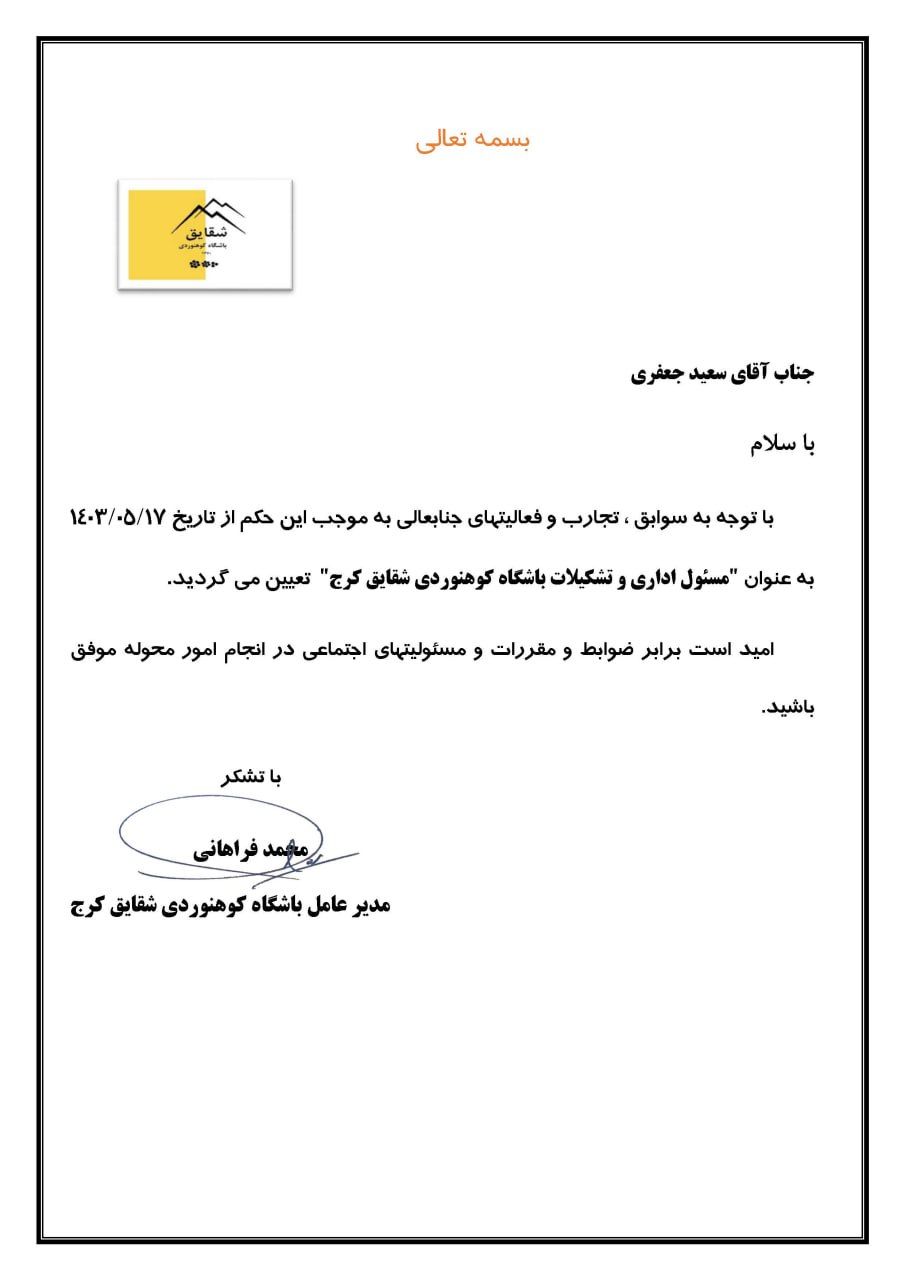 بسمه تعالی
شقایق
باشگاه کوهنوردی
جناب آقای سعید جعفری
با سلام
با توجه به سوابق ، تجارب و فعالیتهای جنابعالی به موجب این حکم از تاریخ ۱۴۰۳/۰۵/۱۷
به عنوان "مسئول اداری و تشکیلات باشگاه کوهنوردی شقایق کرج" تعیین می گردید.
امید است برابر ضوابط و مقررات و مسئولیتهای اجتماعی در انجام امور محوله موفق
باشید.
با تشکر
محمد فراهانی
مدیر عامل باشگاه کوهنوردی شقایق کرج